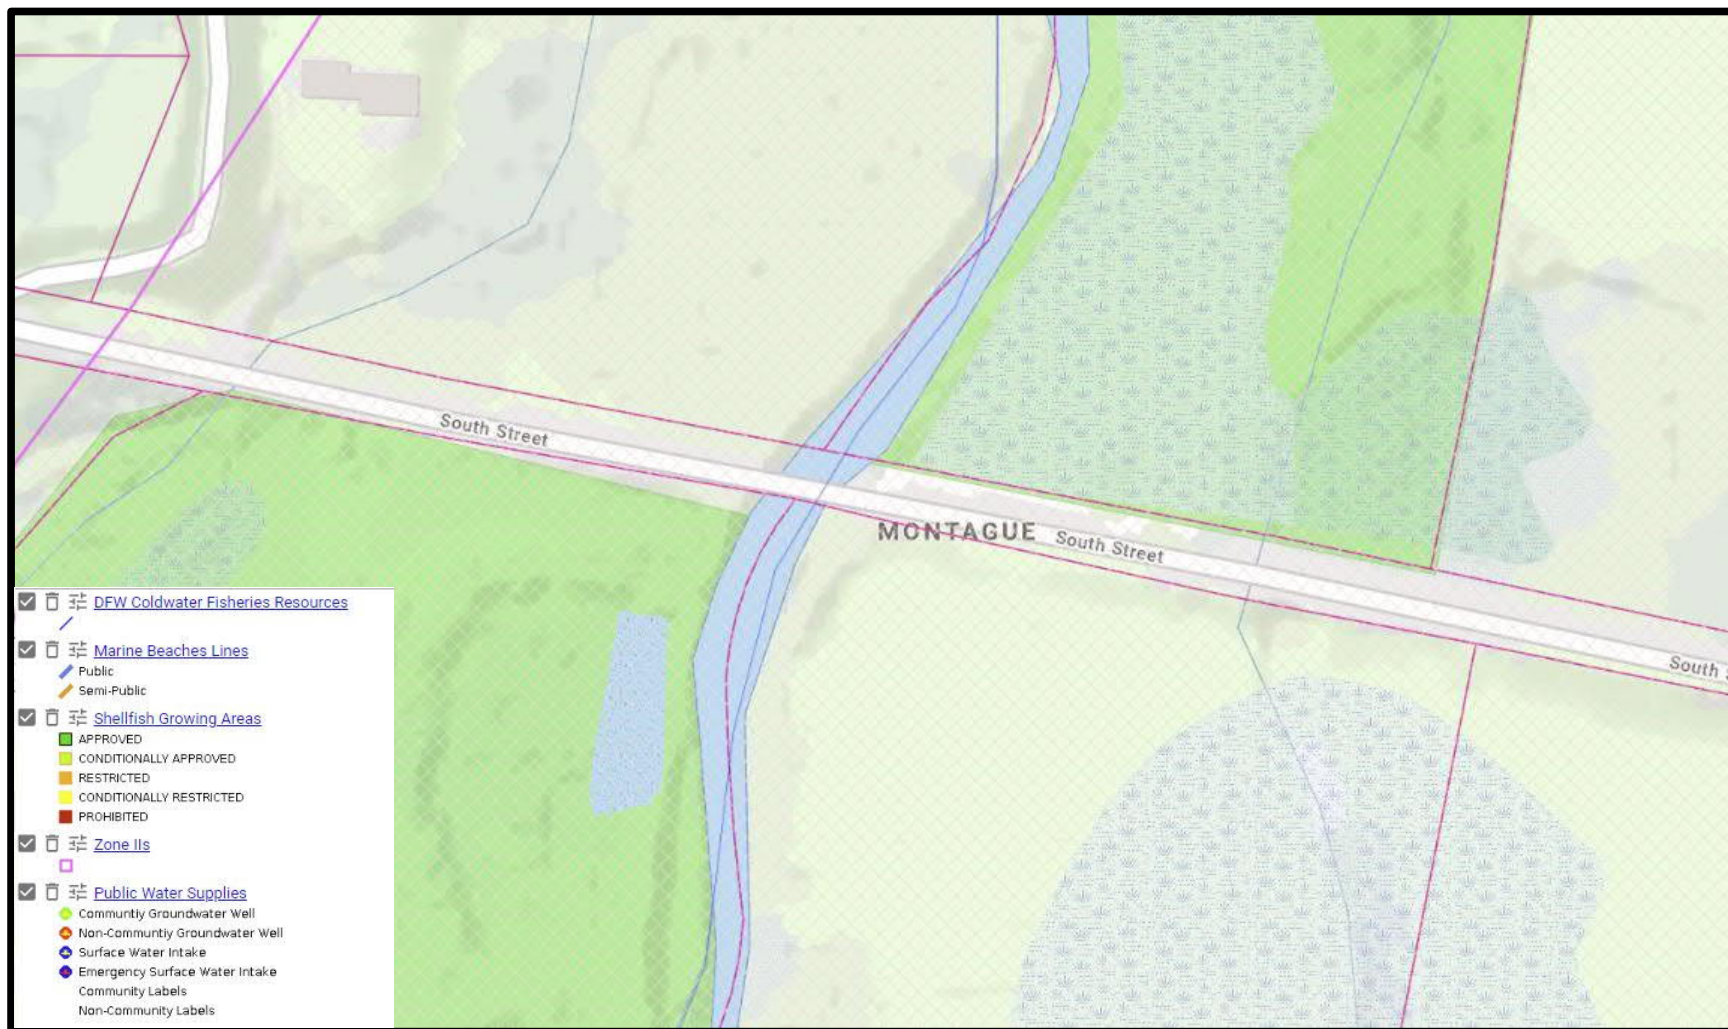 South Street
MONTAGUE
South Street
South S
DFW Coldwater Fisheries Resources
Marine Beaches Lines
Public
Semi-Public
Shellfish Growing Areas
APPROVED
CONDITIONALLY APPROVED
RESTRICTED
CONDITIONALLY RESTRICTED
PROHIBITED
Zone IIs
Public Water Supplies
Communtiy Groundwater Well
Non-Communtiy Groundwater Well
Surface Water Intake
Emergency Surface Water Intake
Community Labels
Non-Community Labels